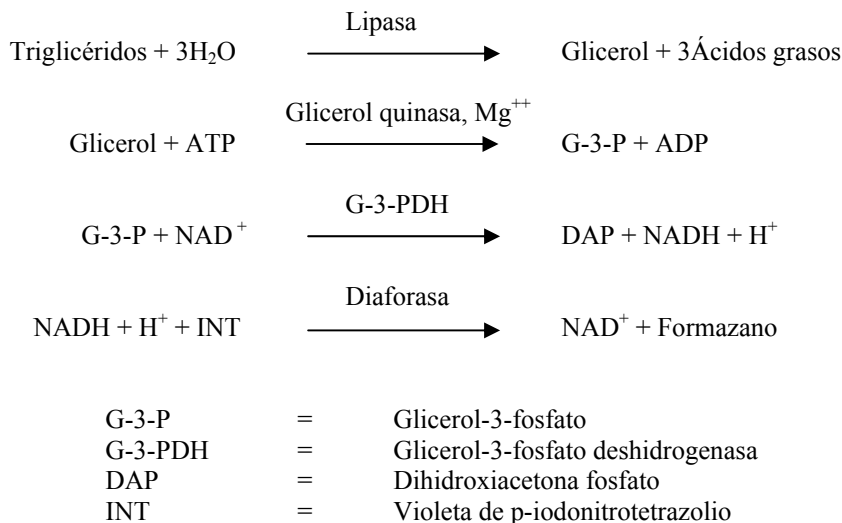 Lipasa
Triglicéridos + 3H₂O Glicerol + 3Ácidos grasos
Glicerol quinasa, Mg⁺⁺
Glicerol + ATP G-3-P + ADP
G-3-PDH
G-3-P + NAD⁺ DAP + NADH + H⁺
Diaforasa
NADH + H⁺ + INT NAD⁺ + Formazano
G-3-P = Glicerol-3-fosfato
G-3-PDH = Glicerol-3-fosfato deshidrogenasa
DAP = Dihidroxiacetona fosfato
INT = Violeta de p-iodonitrotetrazolio